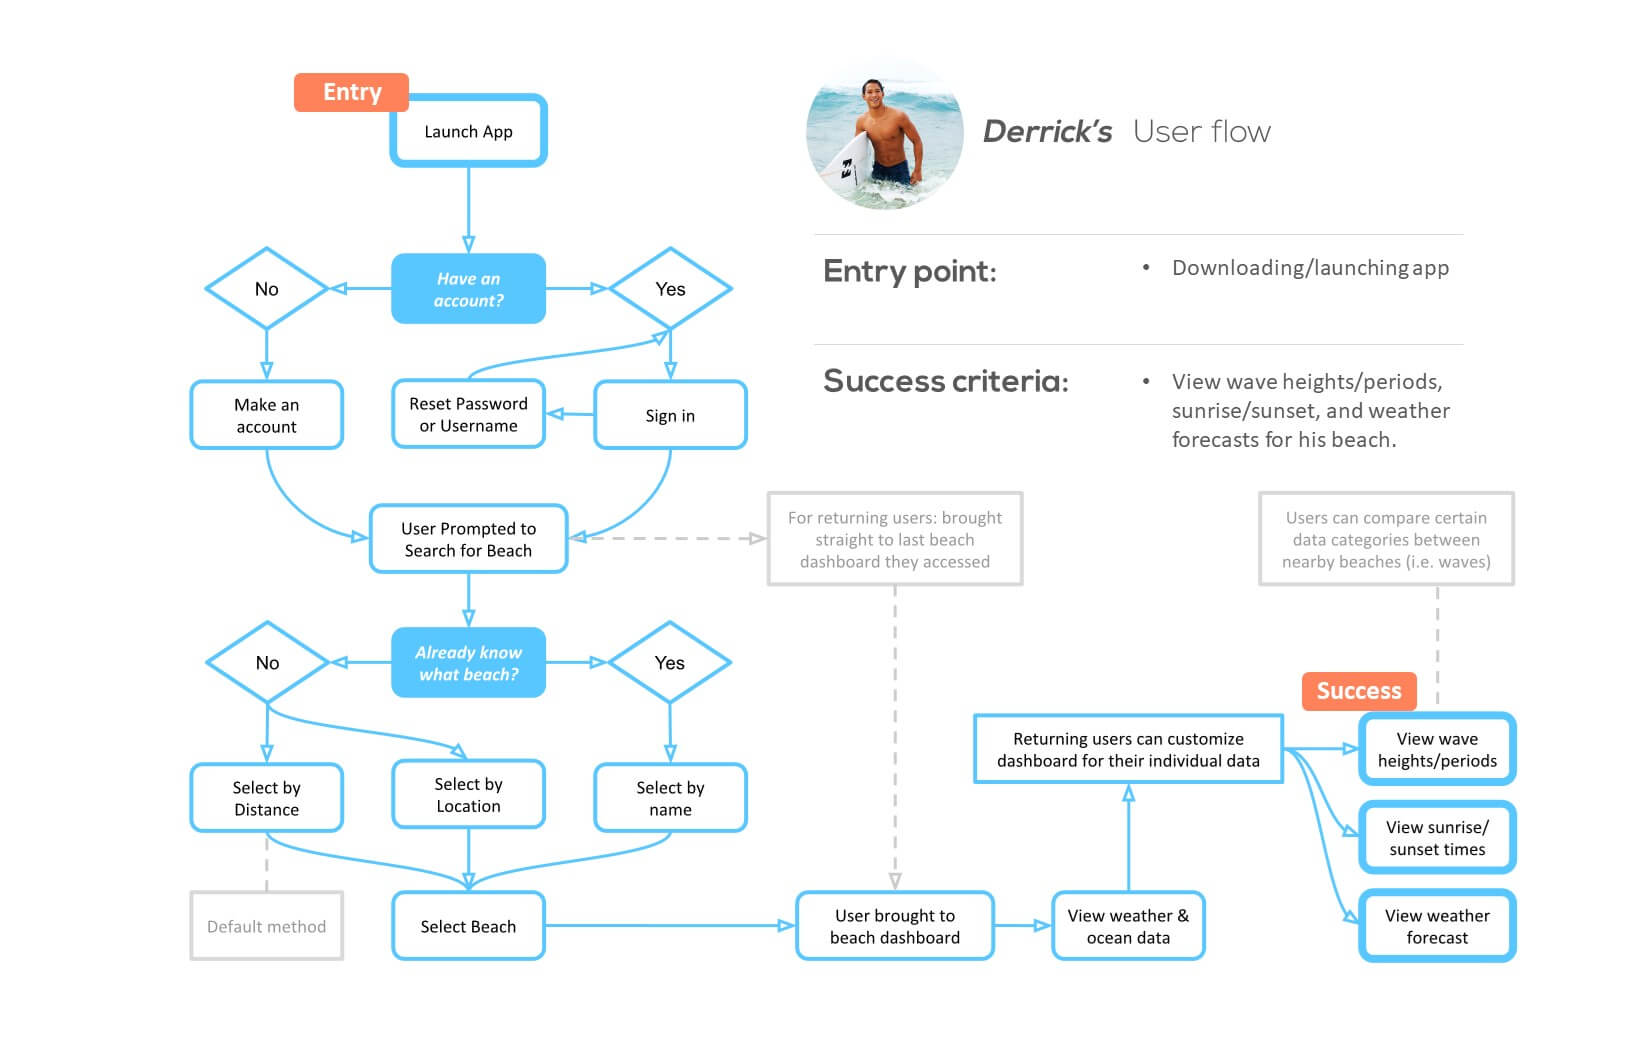 Entry
Launch App
Derrick's User flow
Have an
account?
No
Yes
Entry point:
• Downloading/launching app
Make an
account
Reset Password
or Username
Sign in
Success criteria:
• View wave heights/periods,
sunrise/sunset, and weather
forecasts for his beach.
User Prompted to
Search for Beach
For returning users: brought
straight to last beach
dashboard they accessed
Users can compare certain
data categories between
nearby beaches (i.e. waves)
Already know
what beach?
No
Yes
Select by
Distance
Select by
Location
Select by
name
Default method
Select Beach
User brought to
beach dashboard
View weather &
ocean data
Returning users can customize
dashboard for their individual data
Success
View wave
heights/periods
View sunrise/
sunset times
View weather
forecast